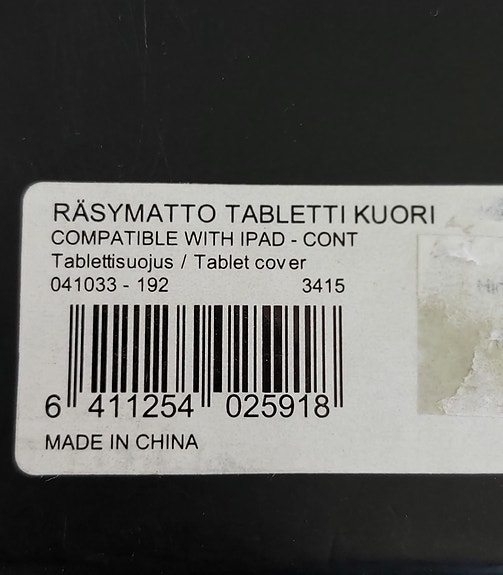 RÄSYMATTO TABLETTI KUORI
COMPATIBLE WITH IPAD - CONT
Tablettisuojus / Tablet cover
041033 - 192 3415
6 411254 025918
MADE IN CHINA